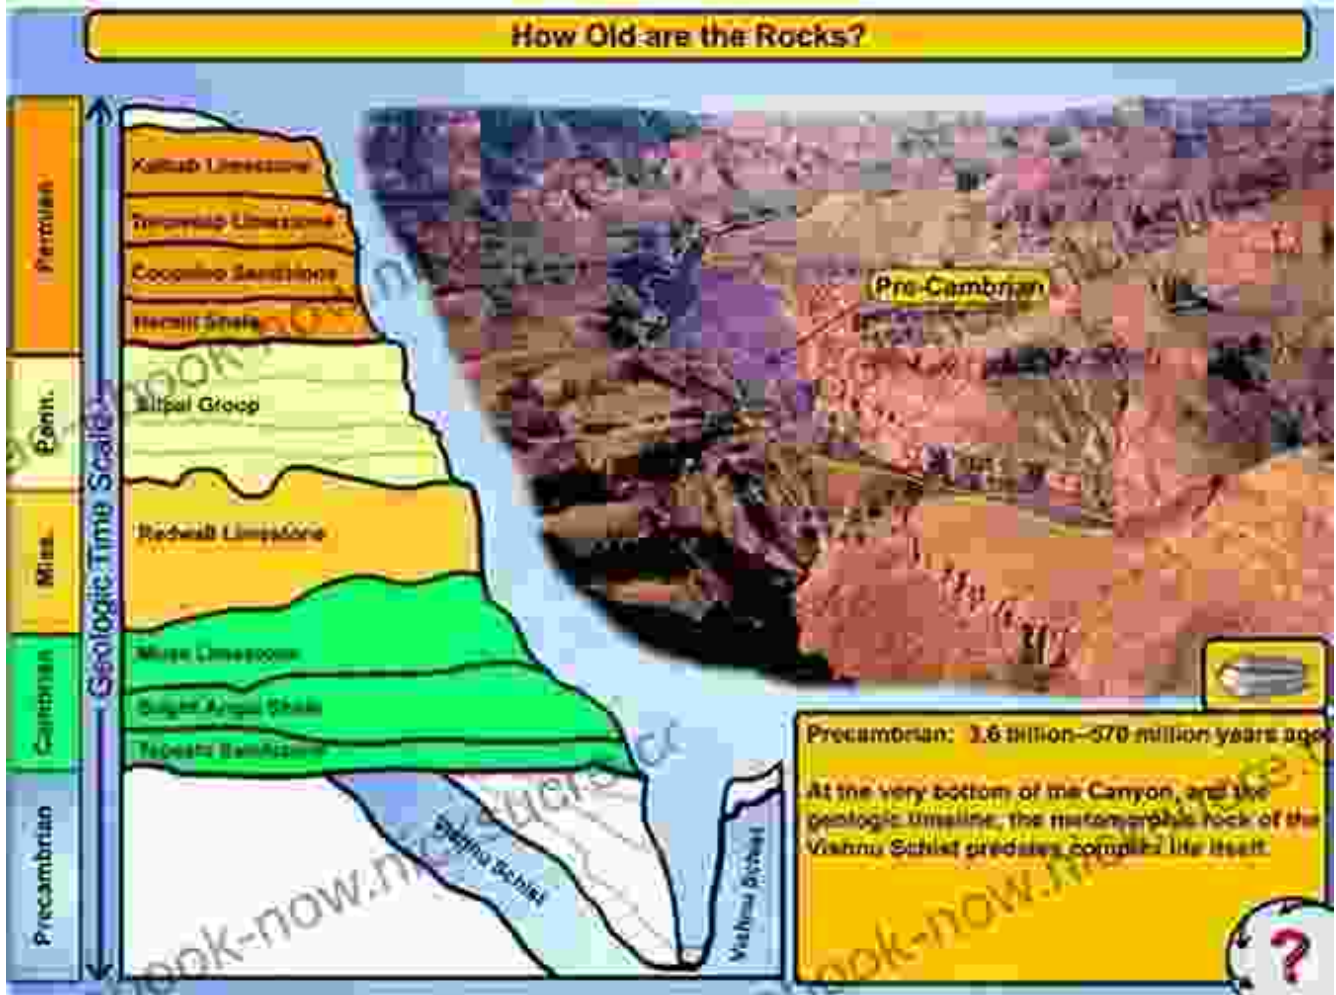 How Old are the Rocks?
Permian
Penn.
Miss.
Cambrian
Precambrian
Geologic Time Scale
Kaibab Limestone
Toroweap Limestone
Coconino Sandstone
Hermit Shale
Supai Group
Redwall Limestone
Muav Limestone
Bright Angel Shale
Tapeats Sandstone
Vishnu Schist
Vishnu Schist
Pre-Cambrian
Precambrian: 3.6 billion–570 million years ago
At the very bottom of the Canyon, and the
geologic timeline, the metamorphic rock of the
Vishnu Schist predates complex life itself.
?